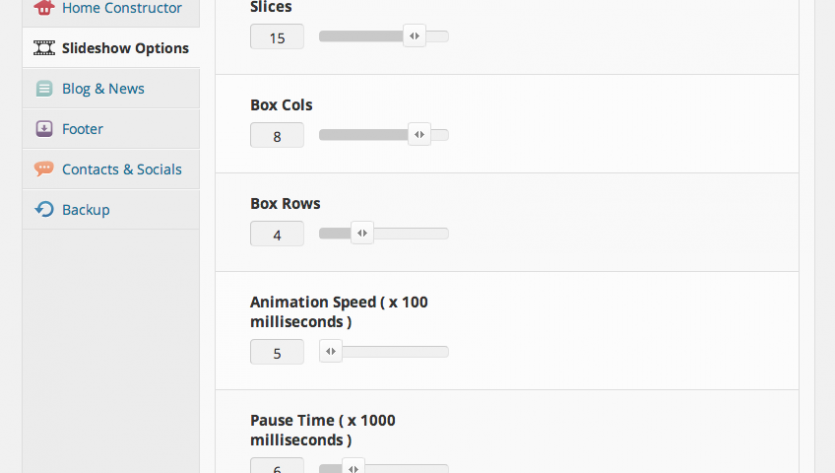 Home Constructor
Slideshow Options
Blog & News
Footer
Contacts & Socials
Backup
Slices
15
Box Cols
8
Box Rows
4
Animation Speed ( x 100
milliseconds )
5
Pause Time ( x 1000
milliseconds )
6